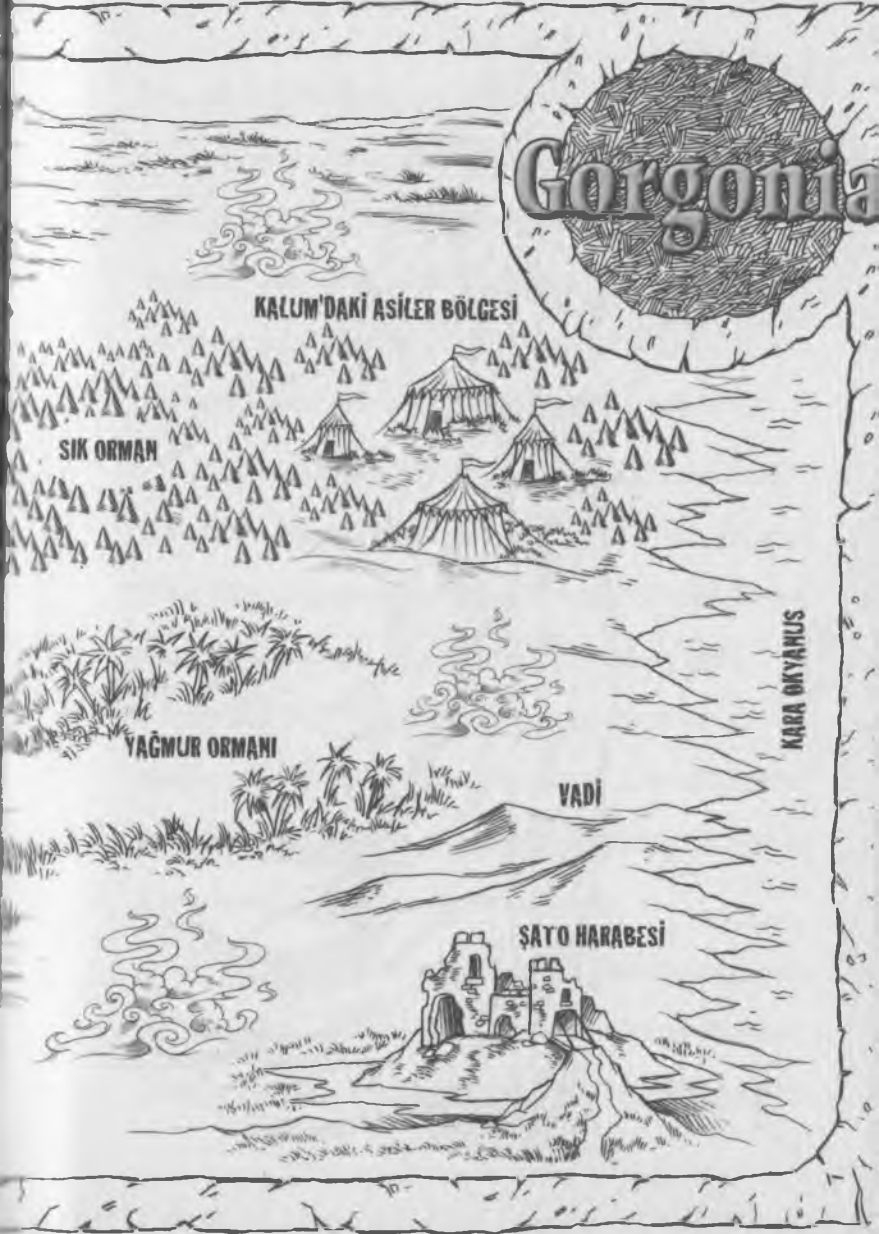 Gorgonia
KALUM'DAKİ ASİLER BÖLGESİ
SIK ORMAN
KARA OKYANUS
YAĞMUR ORMANI
VADİ
ŞATO HARABESİ